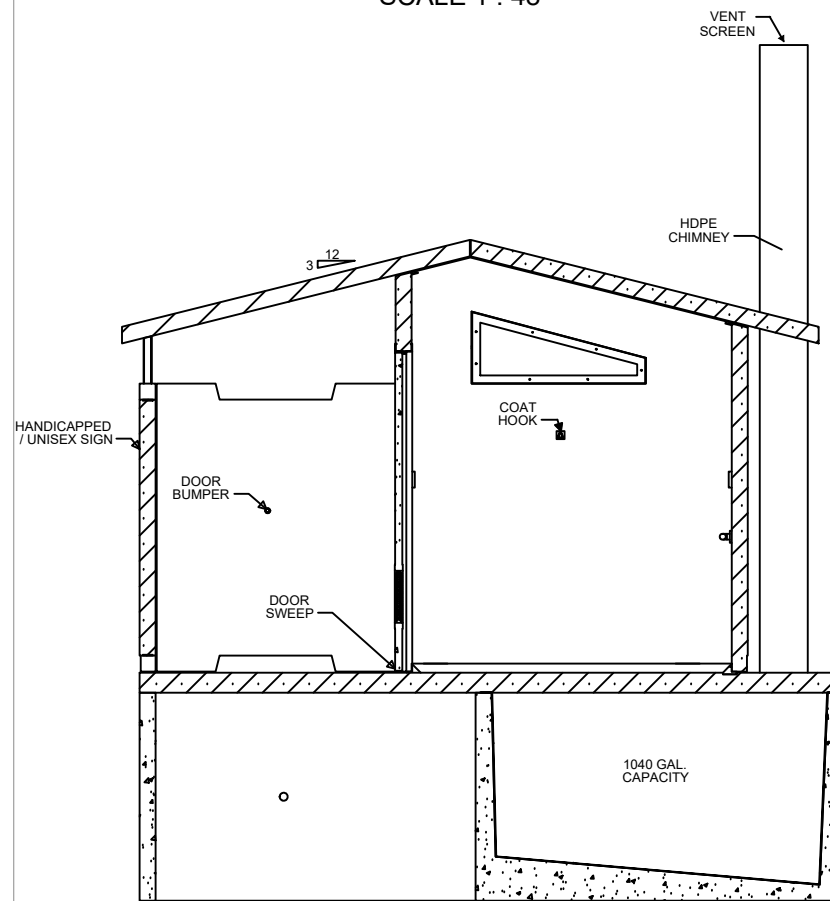 VENT
SCREEN
HDPE
CHIMNEY
12
3
COAT
HOOK
HANDICAPPED
/ UNISEX SIGN
DOOR
BUMPER
DOOR
SWEEP
1040 GAL.
CAPACITY